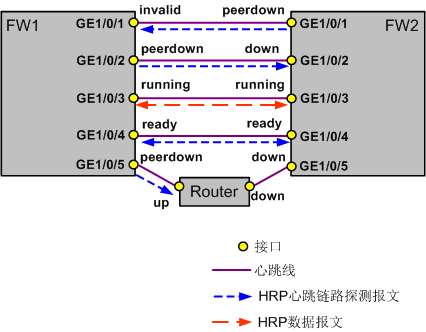 invalid peerdown
FW1 GE1/0/1 GE1/0/1 FW2
peerdown down
GE1/0/2 GE1/0/2
running running
GE1/0/3 GE1/0/3
ready ready
GE1/0/4 GE1/0/4
peerdown down
GE1/0/5 GE1/0/5
Router
up down
接口
心跳线
HRP心跳链路探测报文
HRP数据报文